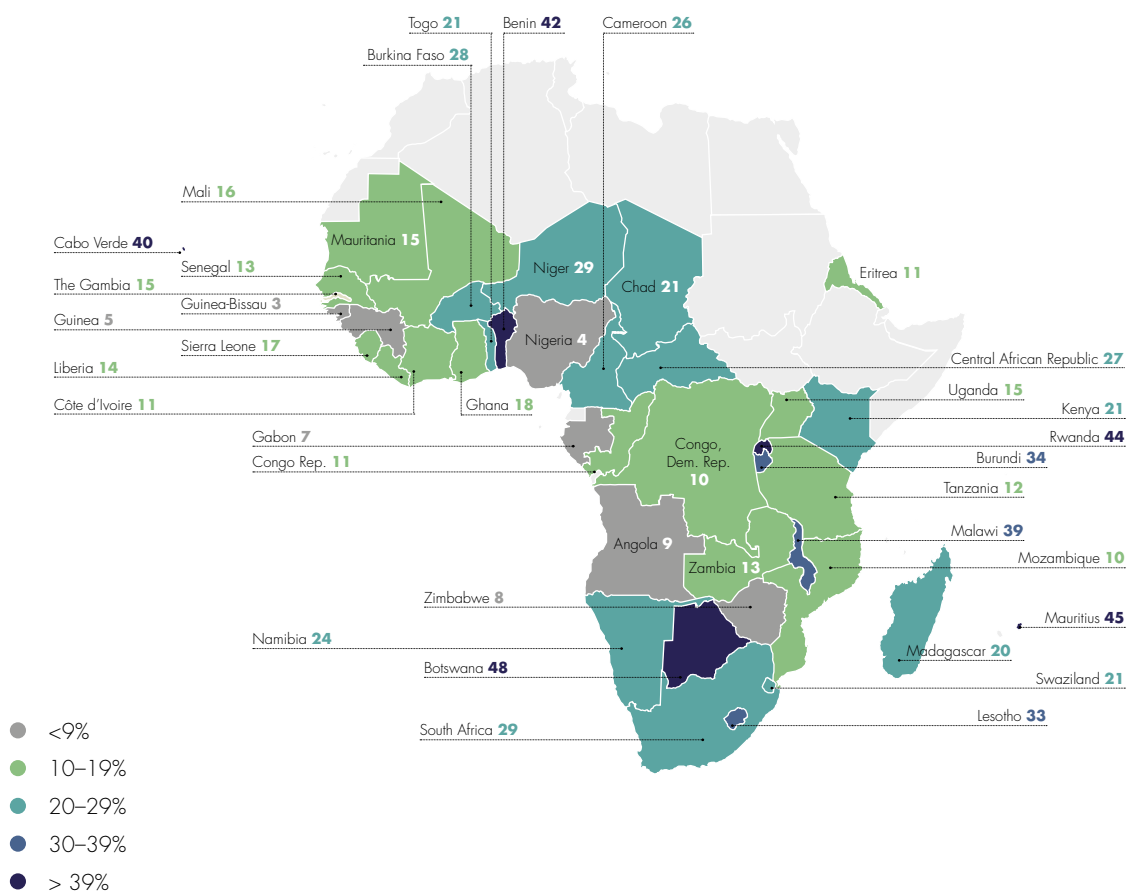 Togo 21
Benin 42
Cameroon 26
Burkina Faso 28
Mali 16
Mauritania 15
Cabo Verde 40
Senegal 13
The Gambia 15
Guinea-Bissau 3
Guinea 5
Sierra Leone 17
Liberia 14
Côte d'Ivoire 11
Ghana 18
Niger 29
Chad 21
Nigeria 4
Eritrea 11
Central African Republic 27
Uganda 15
Kenya 21
Rwanda 44
Burundi 34
Gabon 7
Congo Rep. 11
Congo,
Dem. Rep.
10
Tanzania 12
Malawi 39
Angola 9
Zambia 13
Mozambique 10
Zimbabwe 8
Mauritius 45
Namibia 24
Madagascar 20
Botswana 48
Swaziland 21
Lesotho 33
South Africa 29
<9%
10–19%
20–29%
30–39%
> 39%